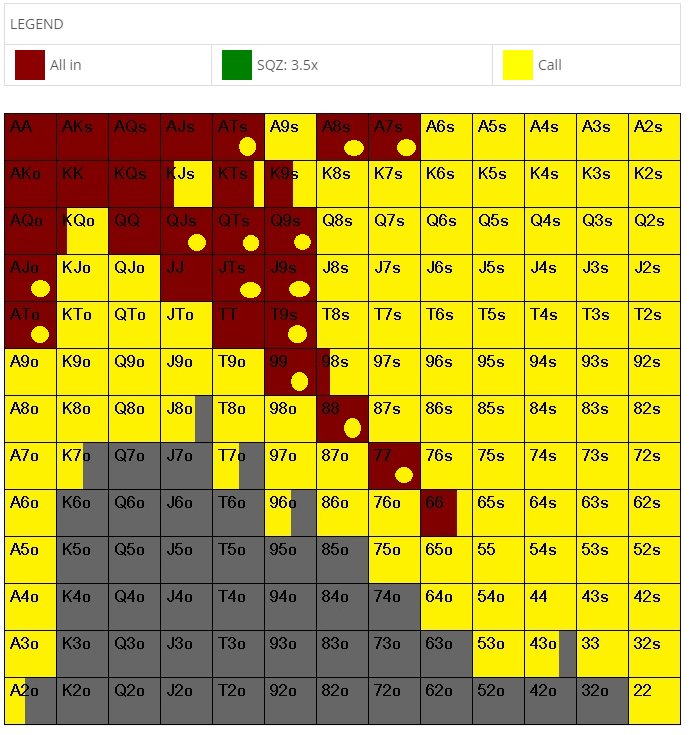 LEGEND
All in SQZ: 3.5x Call
AA AKs AQs AJs ATs A9s A8s A7s A6s A5s A4s A3s A2s
AKo KK KQs KJs KTs K9s K8s K7s K6s K5s K4s K3s K2s
AQo KQo QQ QJs QTs Q9s Q8s Q7s Q6s Q5s Q4s Q3s Q2s
AJo KJo QJo JJ JTs J9s J8s J7s J6s J5s J4s J3s J2s
ATo KTo QTo JTo TT T9s T8s T7s T6s T5s T4s T3s T2s
A9o K9o Q9o J9o T9o 99 98s 97s 96s 95s 94s 93s 92s
A8o K8o Q8o J8o T8o 98o 88 87s 86s 85s 84s 83s 82s
A7o K7o Q7o J7o T7o 97o 87o 77 76s 75s 74s 73s 72s
A6o K6o Q6o J6o T6o 96o 86o 76o 66 65s 64s 63s 62s
A5o K5o Q5o J5o T5o 95o 85o 75o 65o 55 54s 53s 52s
A4o K4o Q4o J4o T4o 94o 84o 74o 64o 54o 44 43s 42s
A3o K3o Q3o J3o T3o 93o 83o 73o 63o 53o 43o 33 32s
A2o K2o Q2o J2o T2o 92o 82o 72o 62o 52o 42o 32o 22